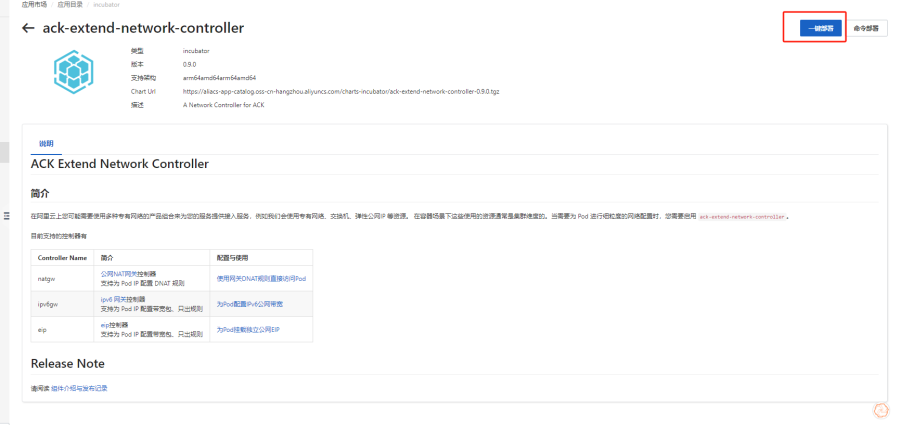 应用市场 / 应用目录 / incubator
← ack-extend-network-controller
一键部署
命令部署
类型 incubator
版本 0.9.0
支持架构 arm64amd64arm64amd64
Chart Url https://aliacs-app-catalog.oss-cn-hangzhou.aliyuncs.com/charts-incubator/ack-extend-network-controller-0.9.0.tgz
描述 A Network Controller for ACK
说明
ACK Extend Network Controller
简介
在阿里云上您可能需要使用多种专有网络的产品组合来为您的服务提供接入服务，例如我们会使用专有网络、交换机、弹性公网IP 等资源。 在容器场景下这些使用的资源通常是集群维度的。当需要为 Pod 进行细粒度的网络配置时，您需要启用 ack-extend-network-controller 。
目前支持的控制器有
Controller Name 简介 配置与使用
natgw 公网NAT网关控制器 使用网关DNAT规则直接访问Pod
支持为 Pod IP 配置 DNAT 规则
ipv6gw ipv6 网关控制器 为Pod配置IPv6公网带宽
支持为 Pod IP 配置带宽包、只出规则
eip eip控制器 为Pod挂载独立公网EIP
支持为 Pod IP 配置带宽包、只出规则
Release Note
请阅读 组件介绍与发布记录